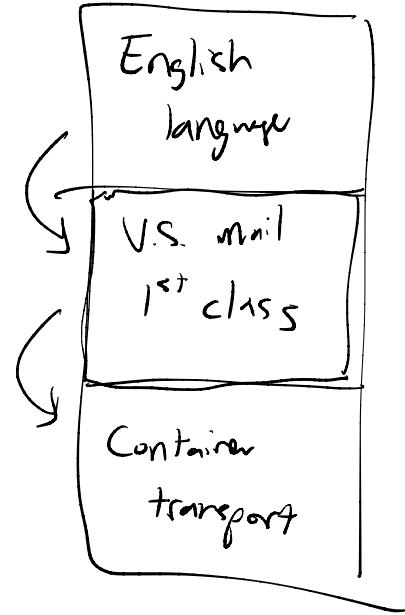 English
language
U.S. mail
1st class
Container
transport